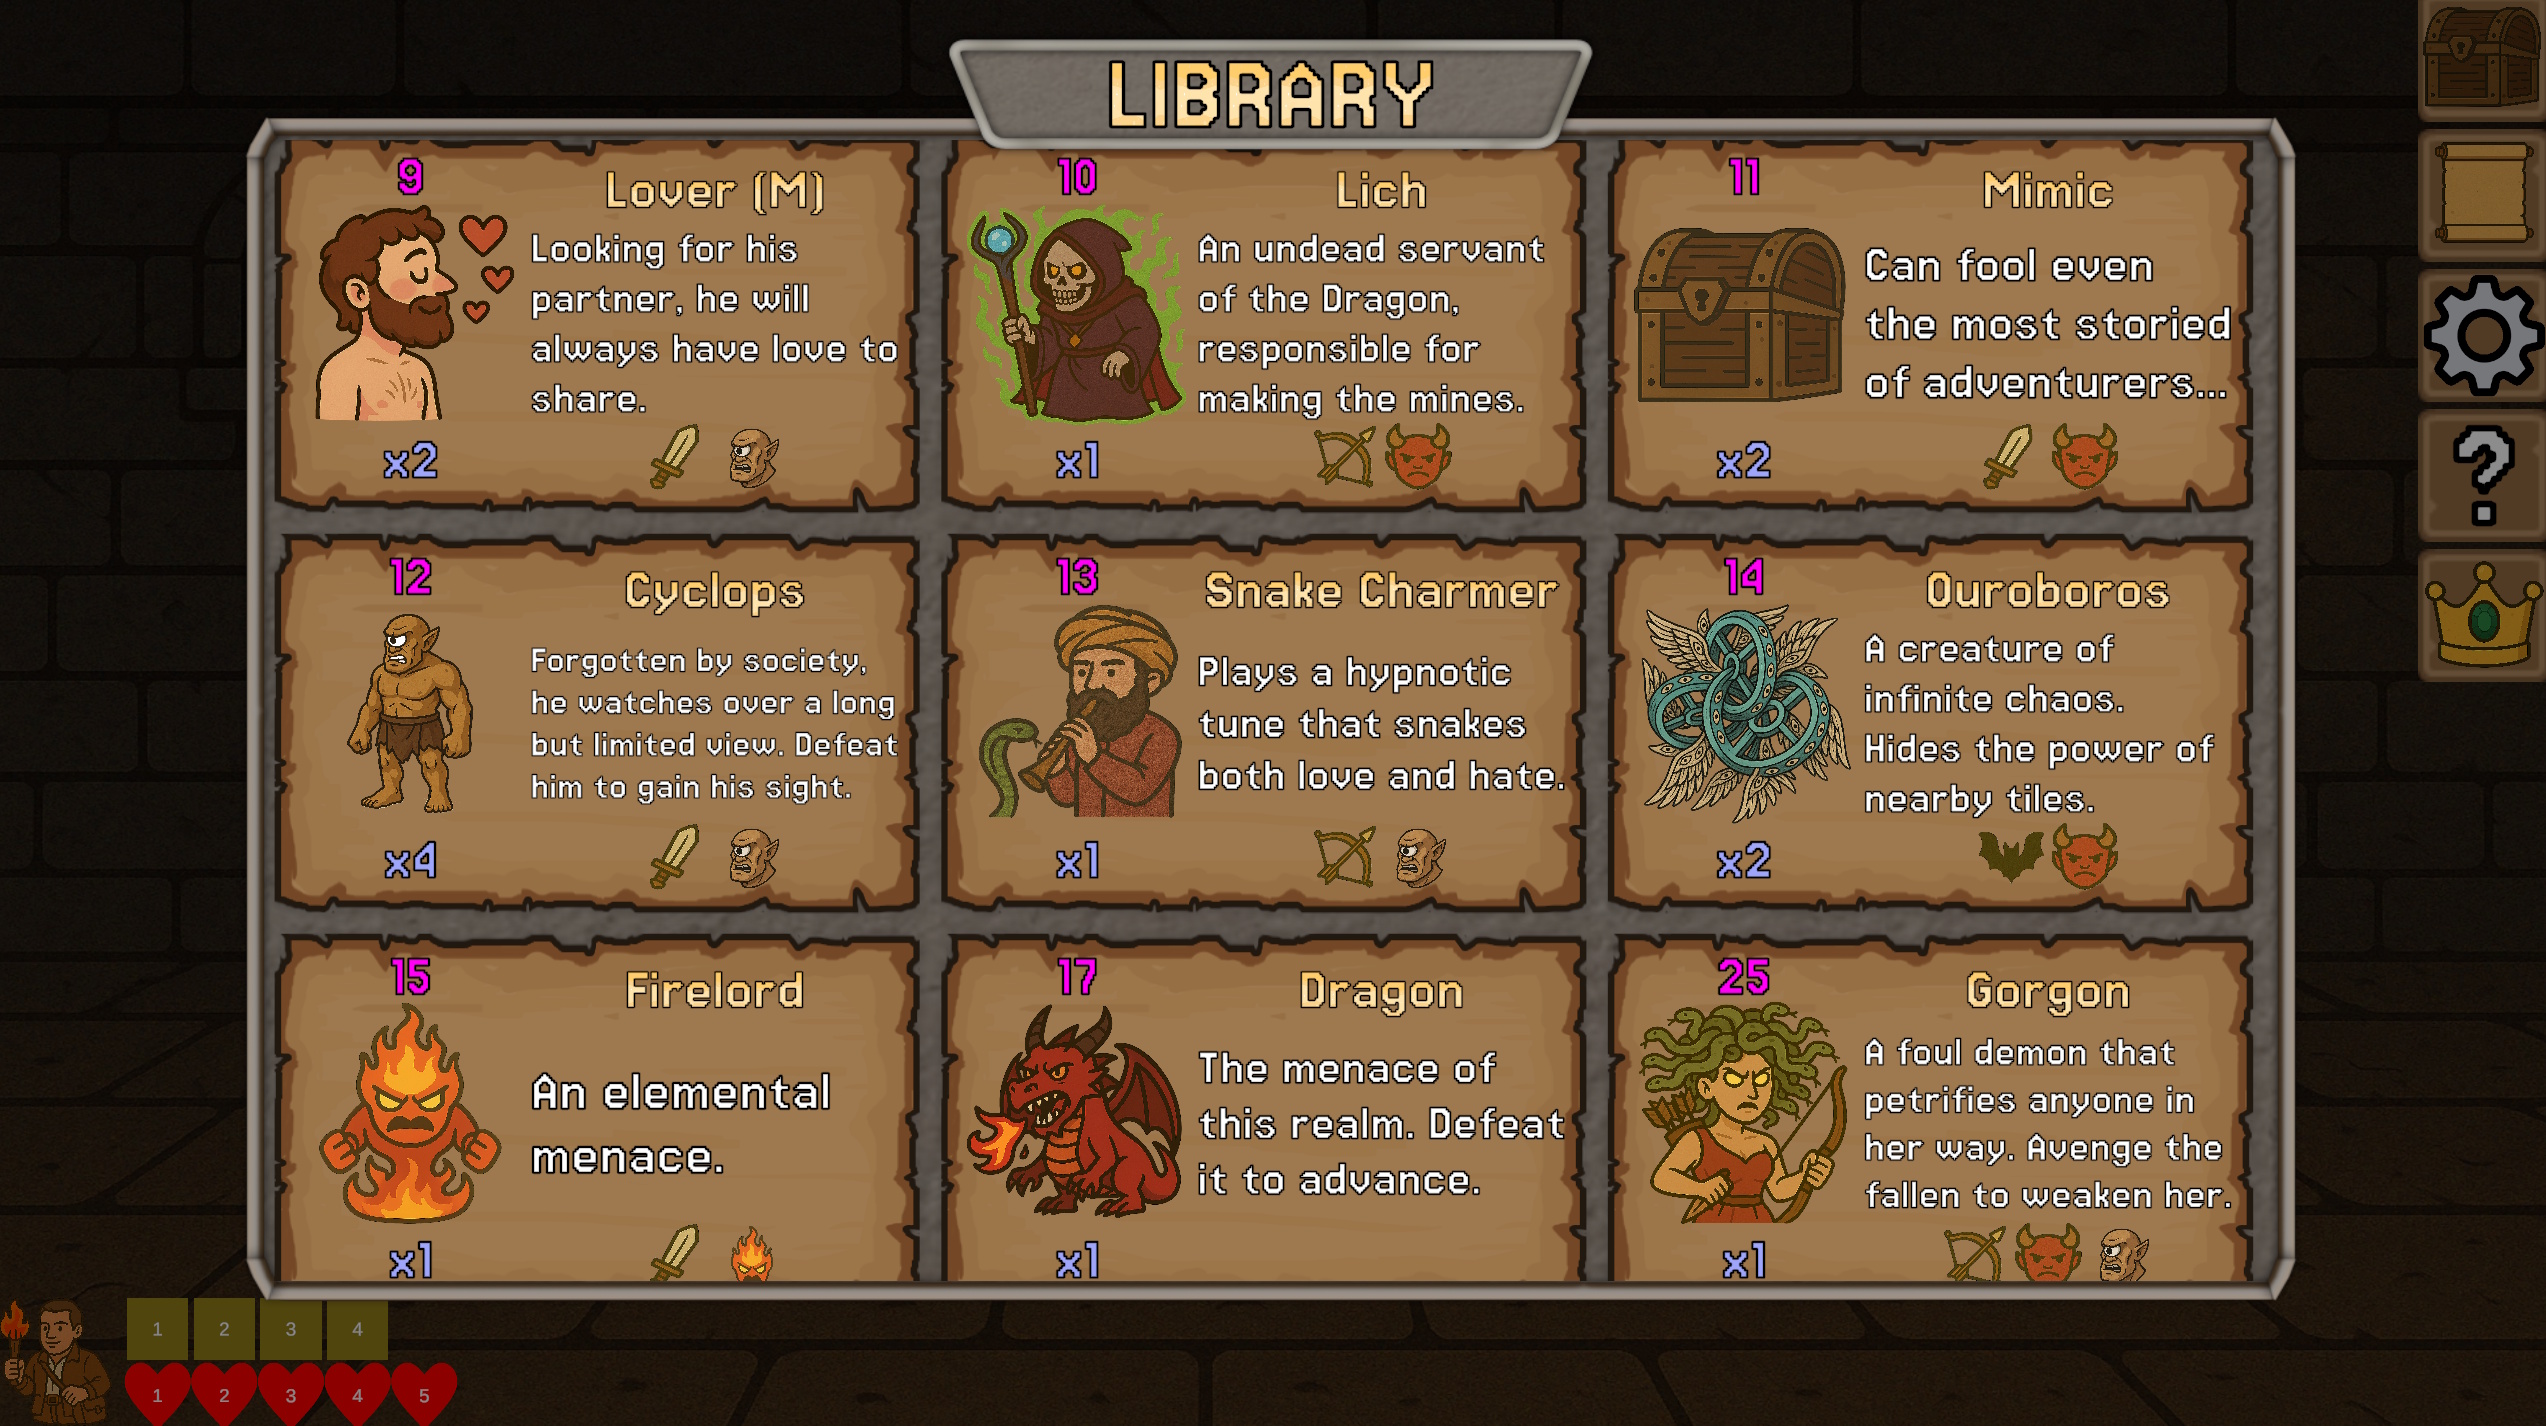 LIBRARY
9
Lover (M)
Looking for his
partner, he will
always have love to
share.
x2
10
Lich
An undead servant
of the Dragon,
responsible for
making the mines.
x1
11
Mimic
Can fool even
the most storied
of adventurers...
x2
12
Cyclops
Forgotten by society,
he watches over a long
but limited view. Defeat
him to gain his sight.
x4
13
Snake Charmer
Plays a hypnotic
tune that snakes
both love and hate.
x1
14
Ouroboros
A creature of
infinite chaos.
Hides the power of
nearby tiles.
x2
15
Firelord
An elemental
menace.
x1
17
Dragon
The menace of
this realm. Defeat
it to advance.
x1
25
Gorgon
A foul demon that
petrifies anyone in
her way. Avenge the
fallen to weaken her.
x1
?
1 2 3 4
1 2 3 4 5